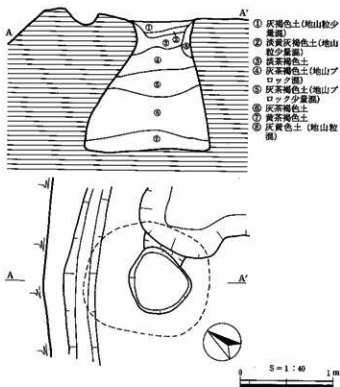 A
A'
①
②
③
④
⑤
⑥
⑦
⑧
① 灰褐色土(地山粒少
量混)
② 淡黄灰褐色土(地山
粒少量混)
③ 淡茶褐色土
④ 灰茶褐色土(地山ブ
ロック混)
⑤ 灰茶褐色土(地山ブ
ロック少量混)
⑥ 灰茶褐色土
⑦ 黄茶褐色土
⑧ 灰黄色土 (地山粒
混)
A
A'
S=1:40
0
1m